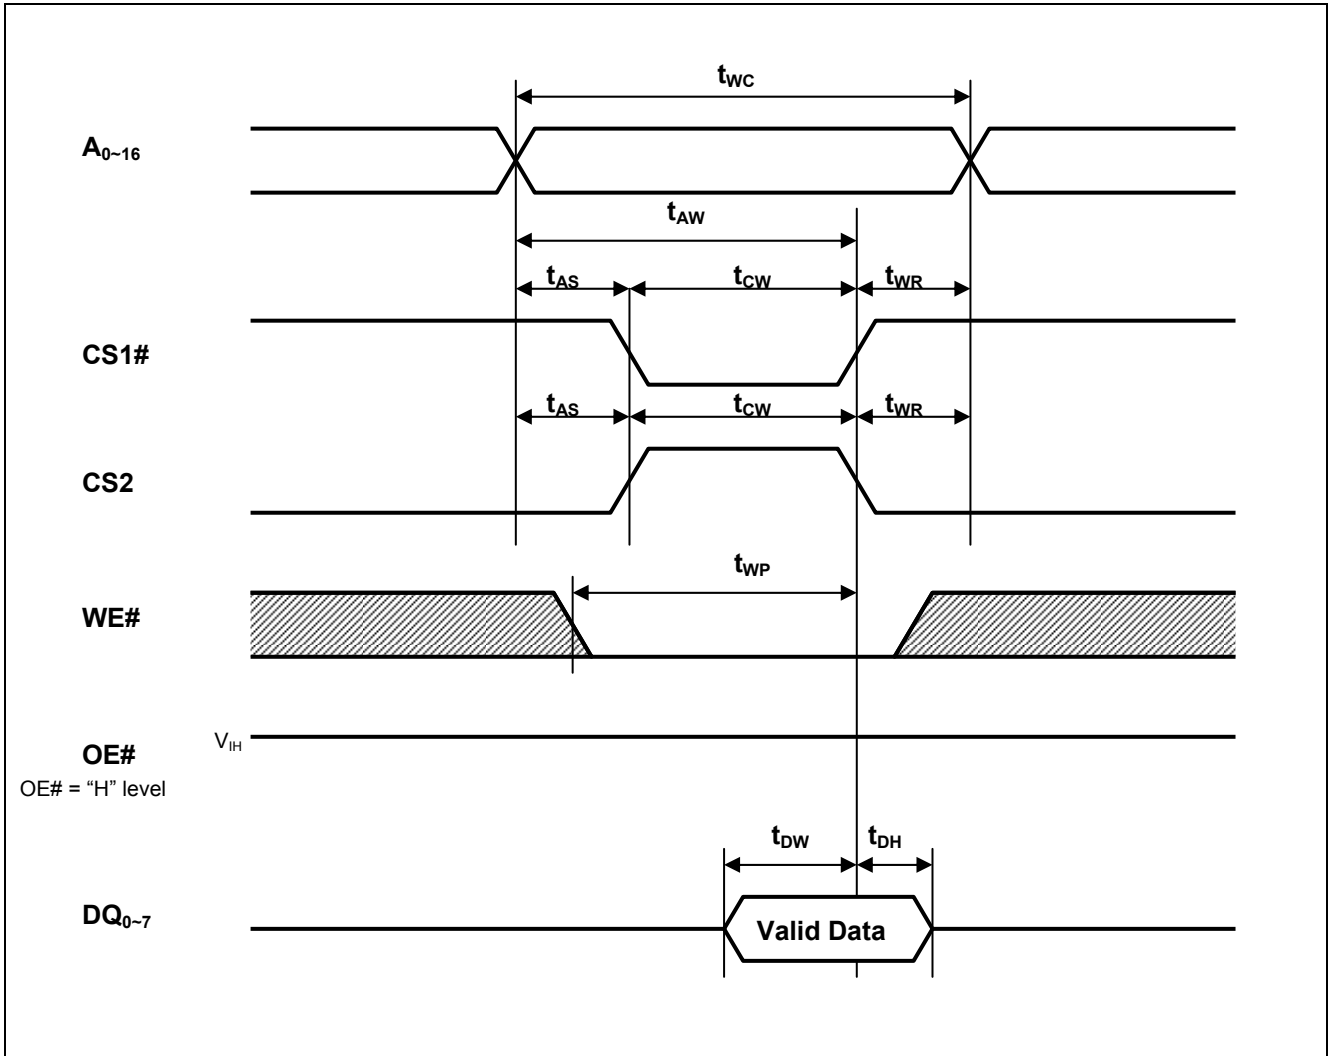 tWC
A0~16
tAW
tAS tCW tWR
CS1#
tAS tCW tWR
CS2
tWP
WE#
VIH
OE#
OE# = “H” level
tDW tDH
DQ0~7
Valid Data